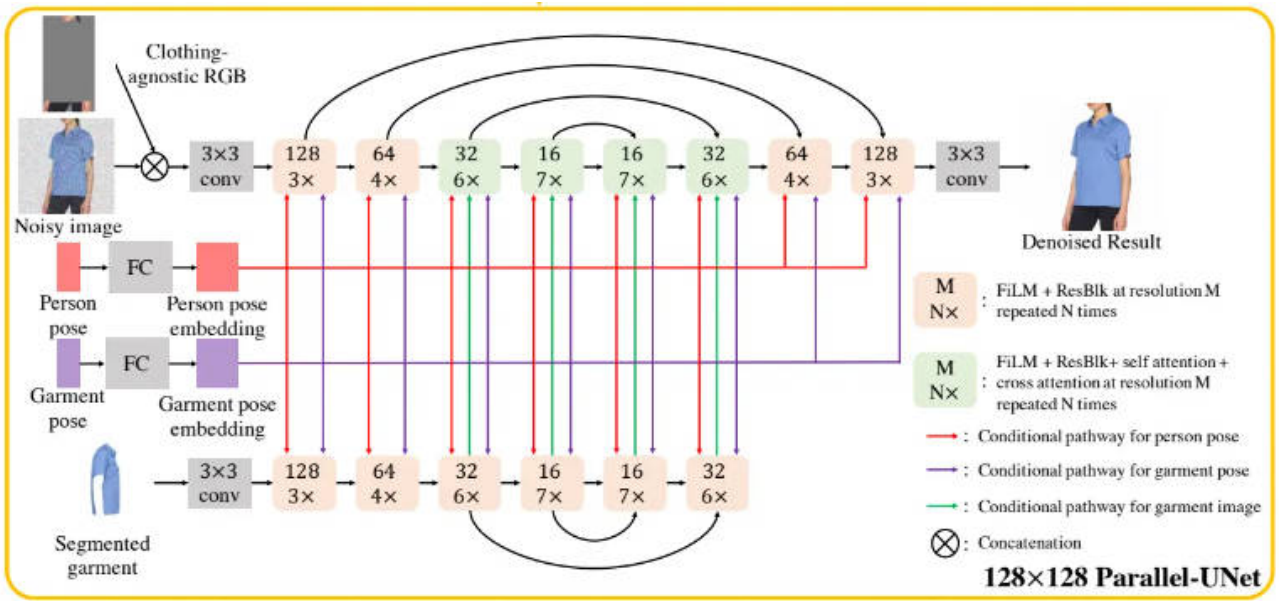 Clothing-
agnostic RGB
3×3
conv
128
3×
64
4×
32
6×
16
7×
16
7×
32
6×
64
4×
128
3×
3×3
conv
Noisy image
Denoised Result
FC
Person
pose
Person pose
embedding
FC
Garment
pose
Garment pose
embedding
M
N×
: FiLM + ResBlk at resolution M
repeated N times
M
N×
: FiLM + ResBlk+ self attention +
cross attention at resolution M
repeated N times
: Conditional pathway for person pose
: Conditional pathway for garment pose
: Conditional pathway for garment image
: Concatenation
3×3
conv
128
3×
64
4×
32
6×
16
7×
16
7×
32
6×
Segmented
garment
128×128 Parallel-UNet